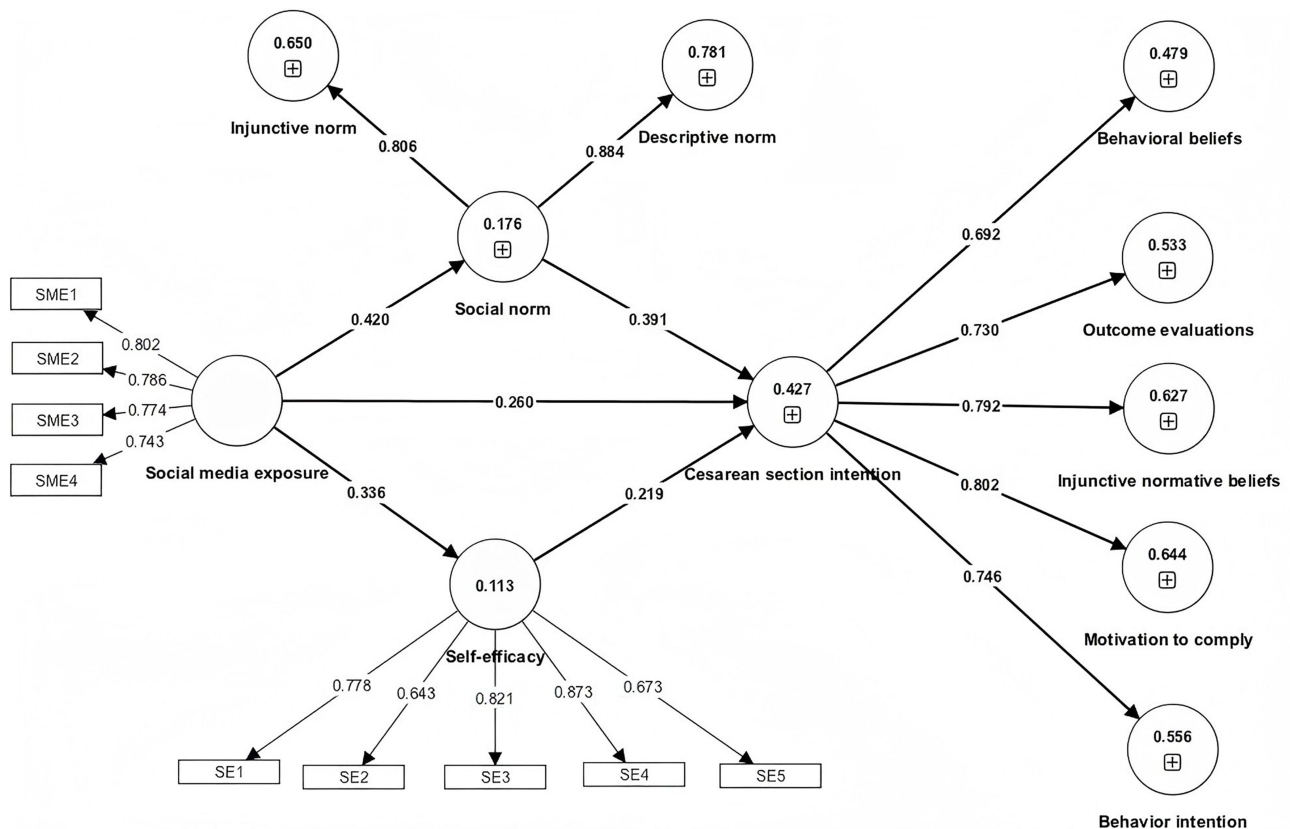 0.650
Injunctive norm
0.781
Descriptive norm
0.479
Behavioral beliefs
0.806
0.884
0.176
Social norm
0.692
0.533
Outcome evaluations
SME1
SME2
SME3
SME4
0.802
0.786
0.774
0.743
Social media exposure
0.420
0.391
0.260
0.336
0.219
0.427
Cesarean section intention
0.730
0.792
0.802
0.746
0.627
Injunctive normative beliefs
0.644
Motivation to comply
0.113
Self-efficacy
0.778
0.643
0.821
0.873
0.673
SE1
SE2
SE3
SE4
SE5
0.556
Behavior intention